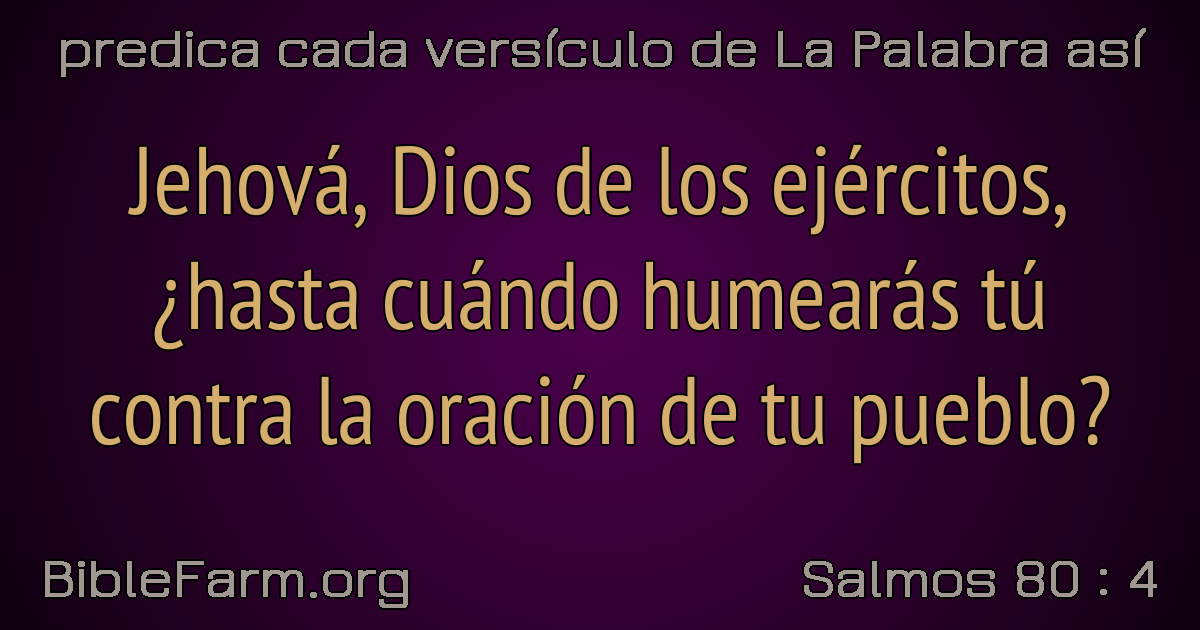 predica cada versículo de La Palabra así
Jehová, Dios de los ejércitos,
¿hasta cuándo humearás tú
contra la oración de tu pueblo?
BibleFarm.org
Salmos 80 : 4